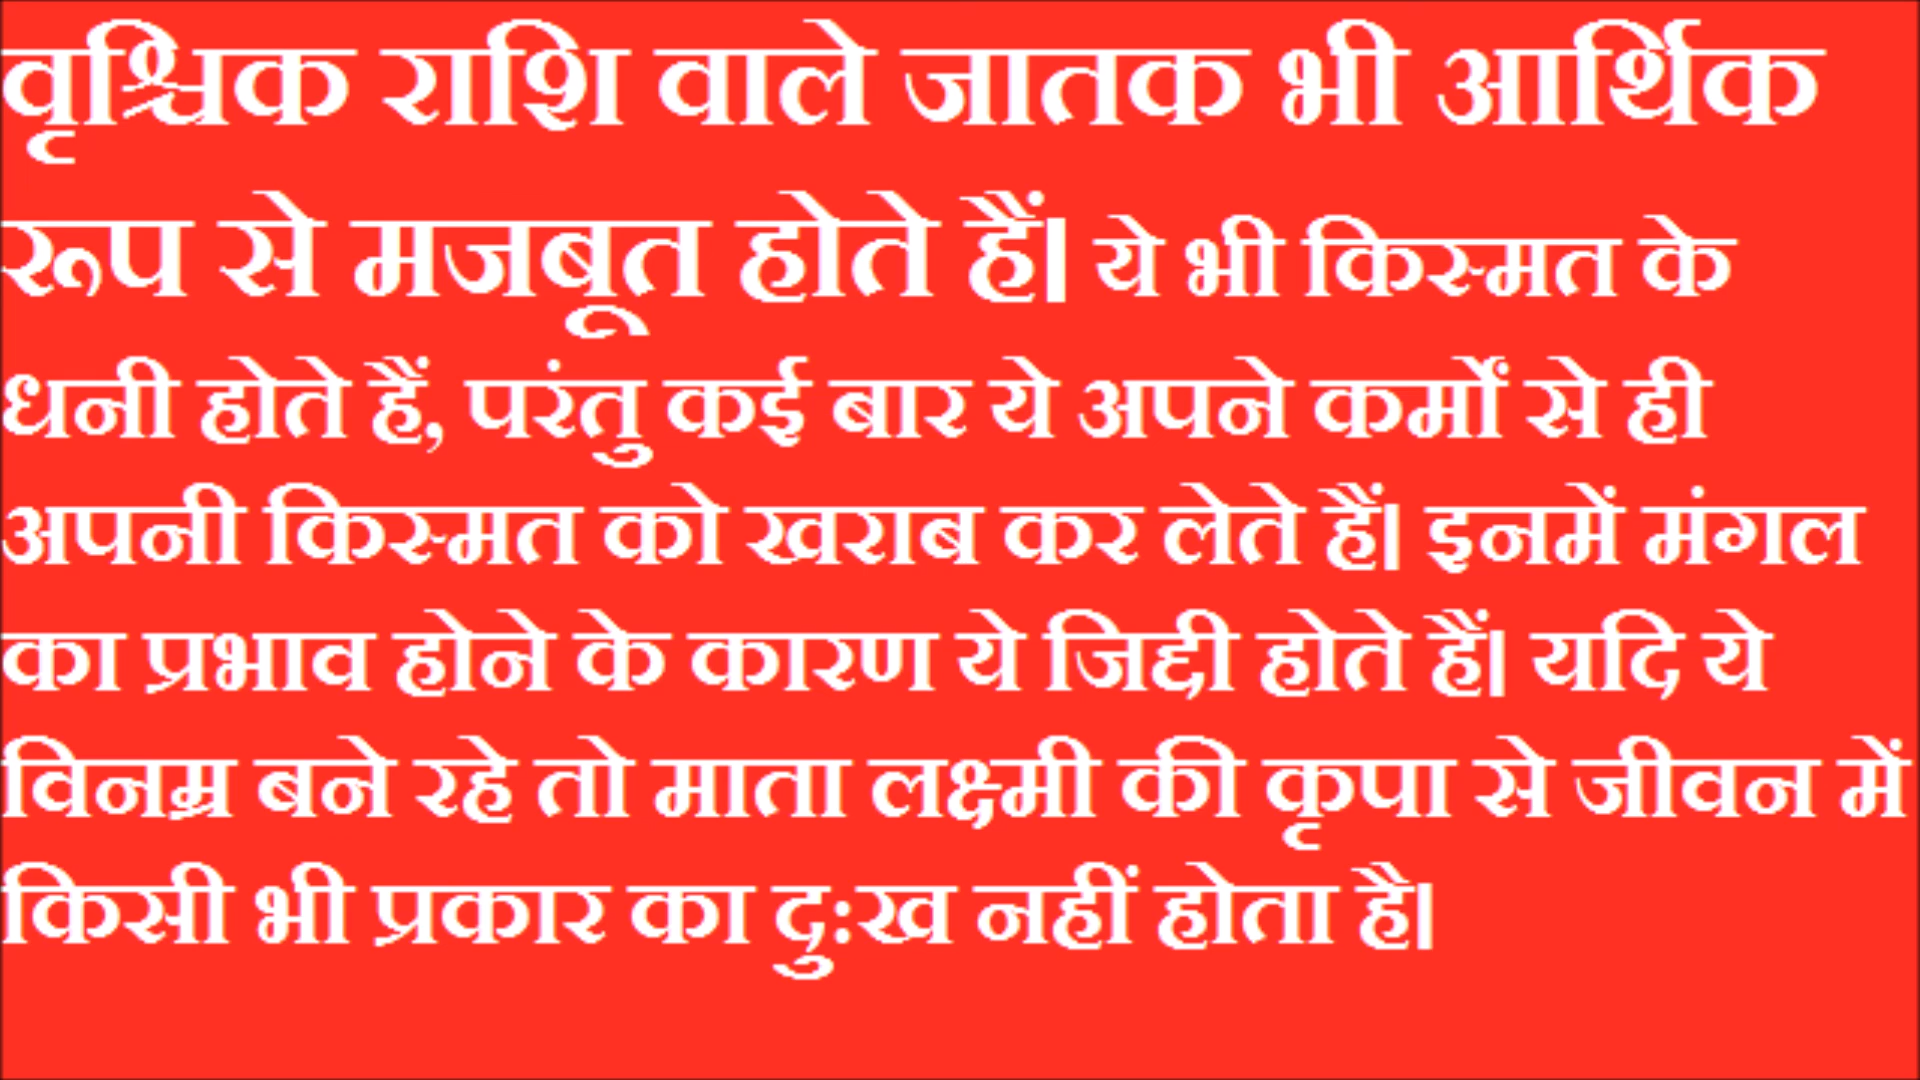 वृश्चिक राशि वाले जातक भी आर्थिक
रूप से मजबूत होते हैं। ये भी किस्मत के
धनी होते हैं, परंतु कई बार ये अपने कर्मों से ही
अपनी किस्मत को खराब कर लेते हैं। इनमें मंगल
का प्रभाव होने के कारण ये जिद्दी होते हैं। यदि ये
विनम्र बने रहे तो माता लक्ष्मी की कृपा से जीवन में
किसी भी प्रकार का दु:ख नहीं होता है।